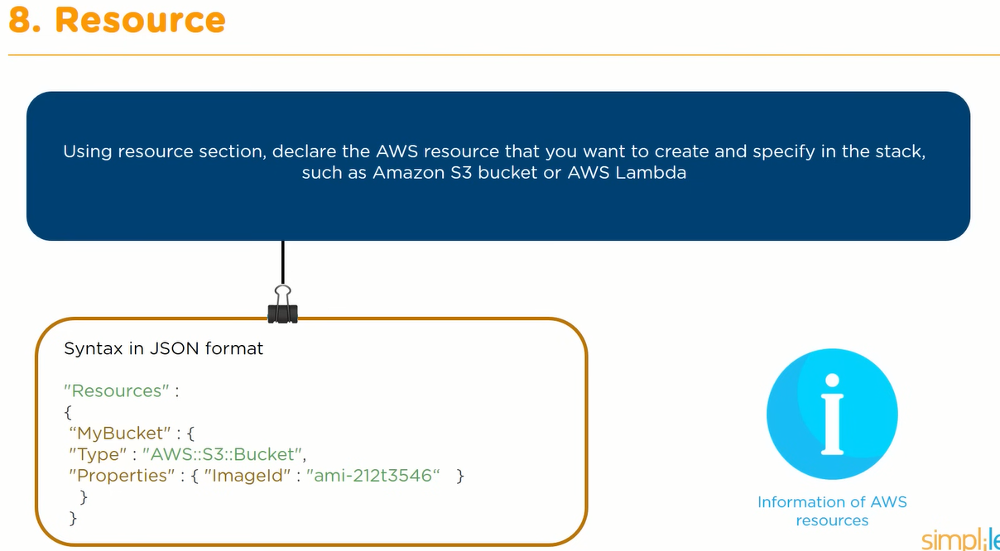 8. Resource
Using resource section, declare the AWS resource that you want to create and specify in the stack,
such as Amazon S3 bucket or AWS Lambda
Syntax in JSON format
"Resources" :
{
“MyBucket" : {
"Type" : "AWS::S3::Bucket",
"Properties" : { "ImageId" : "ami-212t3546“ }
}
}
Information of AWS
resources